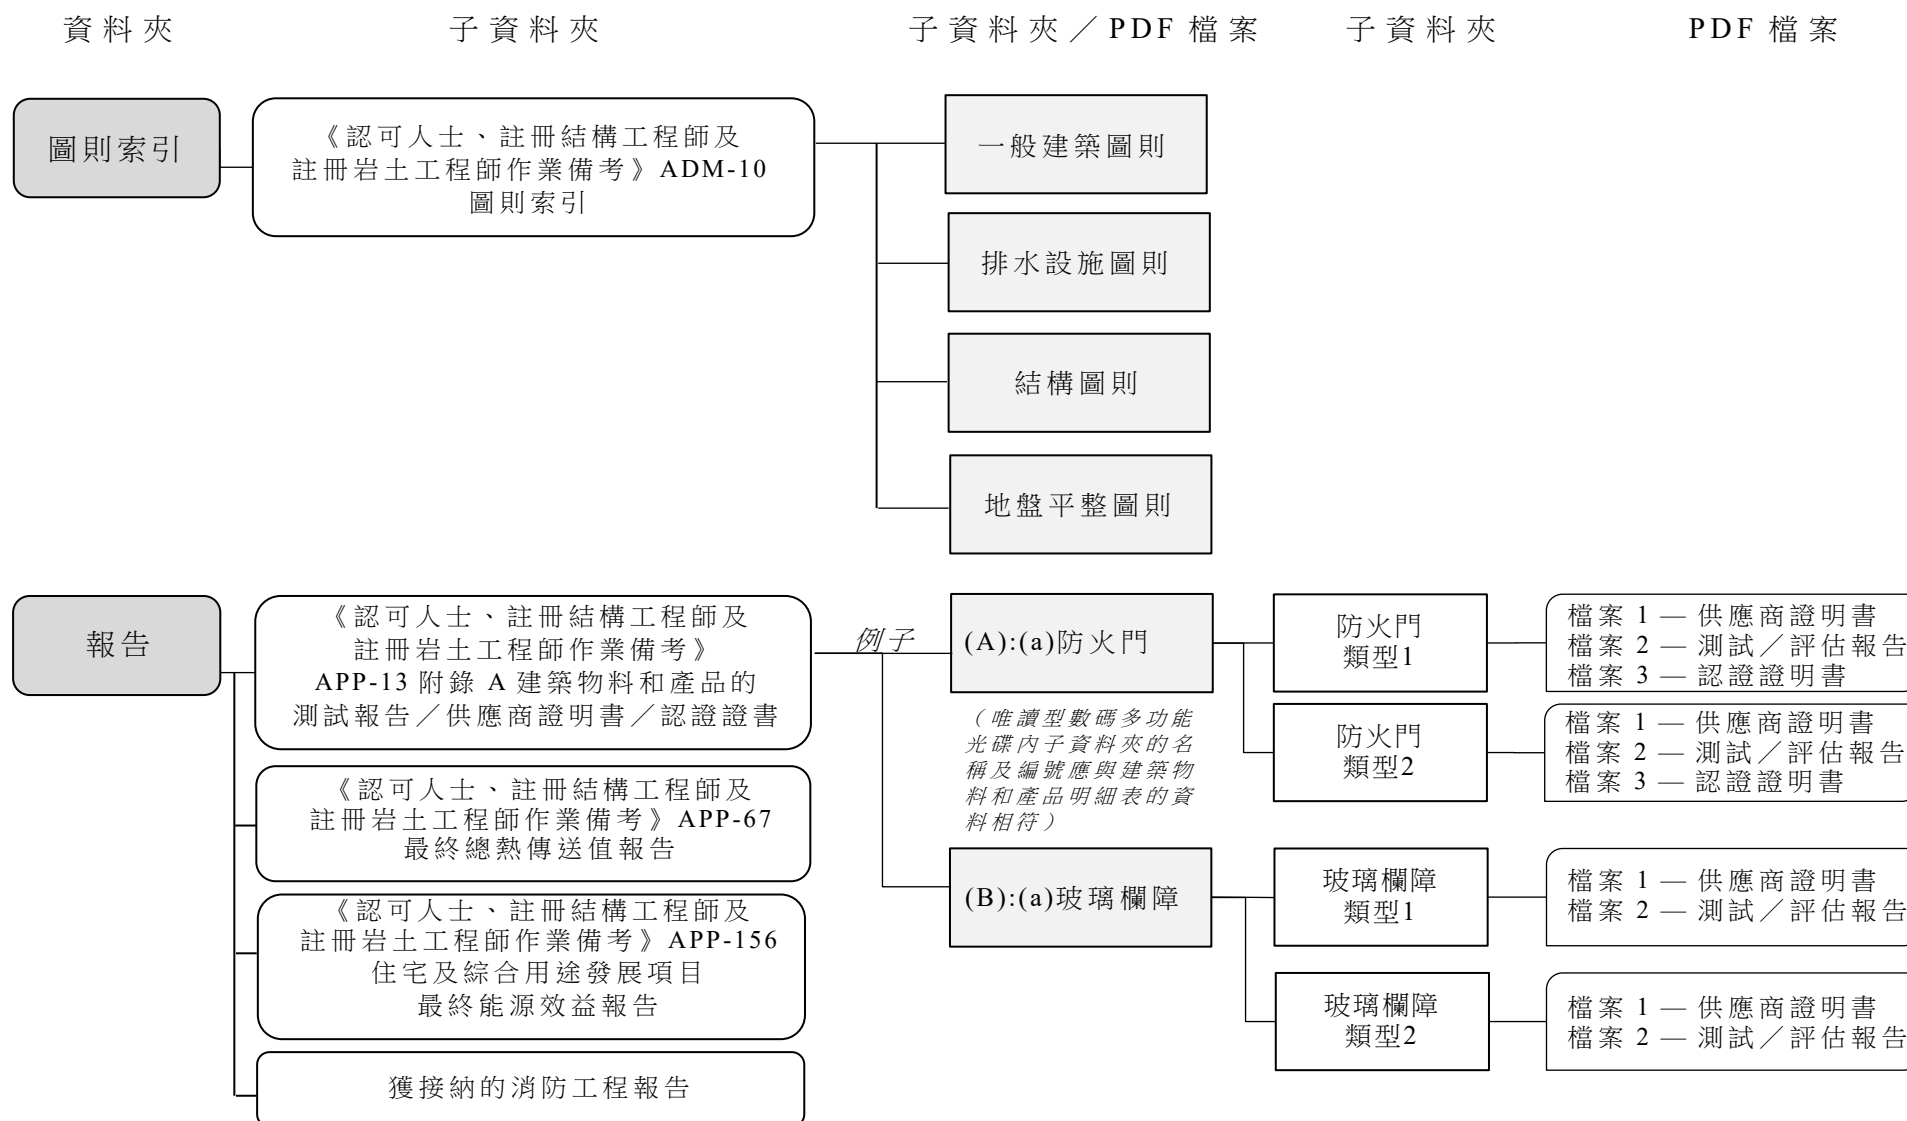 資料夾
子資料夾
子資料夾／PDF 檔案
子資料夾
PDF 檔案
圖則索引
《認可人士、註冊結構工程師及
註冊岩土工程師作業備考》ADM-10
圖則索引
一般建築圖則
排水設施圖則
結構圖則
地盤平整圖則
報告
《認可人士、註冊結構工程師及
註冊岩土工程師作業備考》
APP-13 附錄 A 建築物料和產品的
測試報告／供應商證明書／認證證書
例子
(A):(a)防火門
（唯讀型數碼多功能
光碟內子資料夾的名
稱及編號應與建築物
料和產品明細表的資
料相符）
防火門
類型1
檔案 1 — 供應商證明書
檔案 2 — 測試／評估報告
檔案 3 — 認證證明書
防火門
類型2
檔案 1 — 供應商證明書
檔案 2 — 測試／評估報告
檔案 3 — 認證證明書
《認可人士、註冊結構工程師及
註冊岩土工程師作業備考》APP-67
最終總熱傳送值報告
(B):(a)玻璃欄障
玻璃欄障
類型1
檔案 1 — 供應商證明書
檔案 2 — 測試／評估報告
玻璃欄障
類型2
檔案 1 — 供應商證明書
檔案 2 — 測試／評估報告
《認可人士、註冊結構工程師及
註冊岩土工程師作業備考》APP-156
住宅及綜合用途發展項目
最終能源效益報告
獲接納的消防工程報告